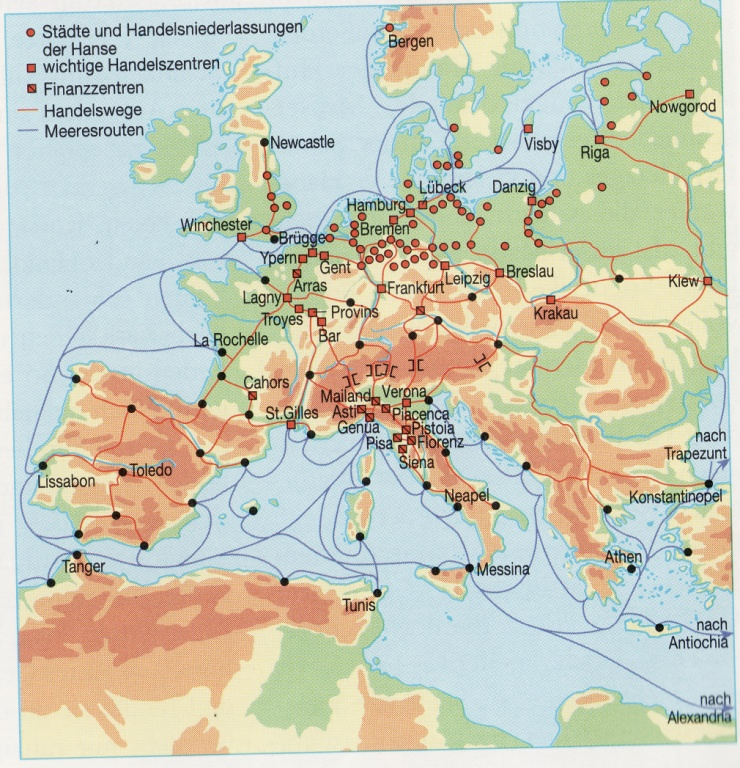 Städte und Handelsniederlassungen
der Hanse
wichtige Handelszentren
Finanzzentren
Handelswege
Meeresrouten
Bergen
Nowgorod
Newcastle
Visby
Riga
Lübeck
Danzig
Hamburg
Winchester
Bremen
Brügge
Ypern
Gent
Leipzig
Breslau
Arras
Frankfurt
Kiew
Lagny
Provins
Krakau
Troyes
Bar
La Rochelle
Cahors
Mailand
Verona
St.Gilles
Asti
Piacenca
Genua
Pistoia
Pisa
Florenz
nach
Trapezunt
Siena
Toledo
Lissabon
Neapel
Konstantinopel
Athen
Tanger
Messina
Tunis
nach
Antiochia
nach
Alexandria